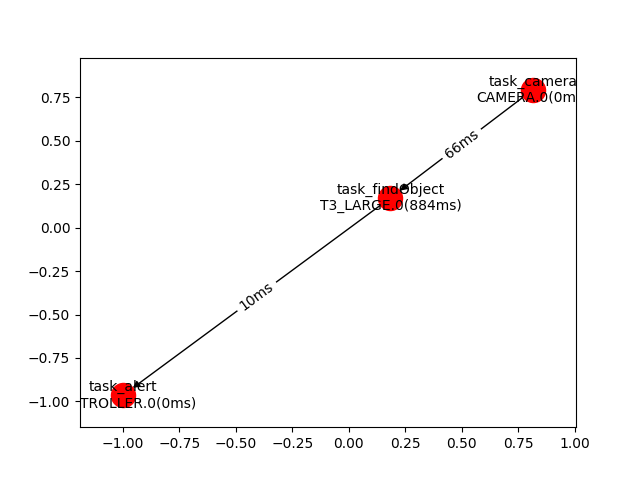 task_camera
CAMERA.0(0m
66ms
task_findObject
T3_LARGE.0(884ms)
10ms
task_alert
TROLLER.0(0ms)
0.75
0.50
0.25
0.00
−0.25
−0.50
−0.75
−1.00
−1.00 −0.75 −0.50 −0.25 0.00 0.25 0.50 0.75 1.00